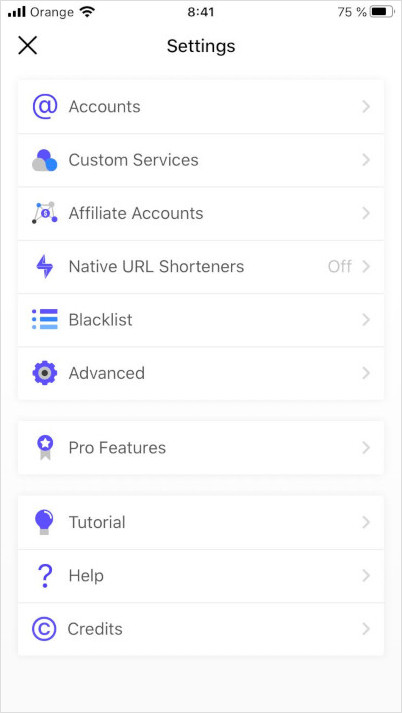 Orange 8:41 75 %
Settings
Accounts
Custom Services
Affiliate Accounts
Native URL Shorteners Off
Blacklist
Advanced
Pro Features
Tutorial
Help
Credits